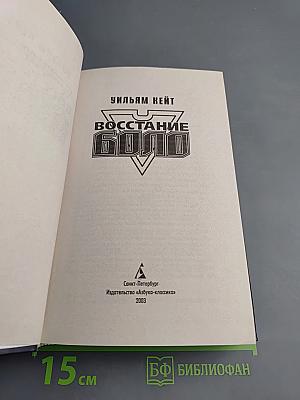 УИЛЬЯМ КЕЙТ
ВОССТАНИЕ
БОЛО
Санкт-Петербург
Издательство «Азбука-классика»
2003
15 см
БФ БИБЛИОФАН